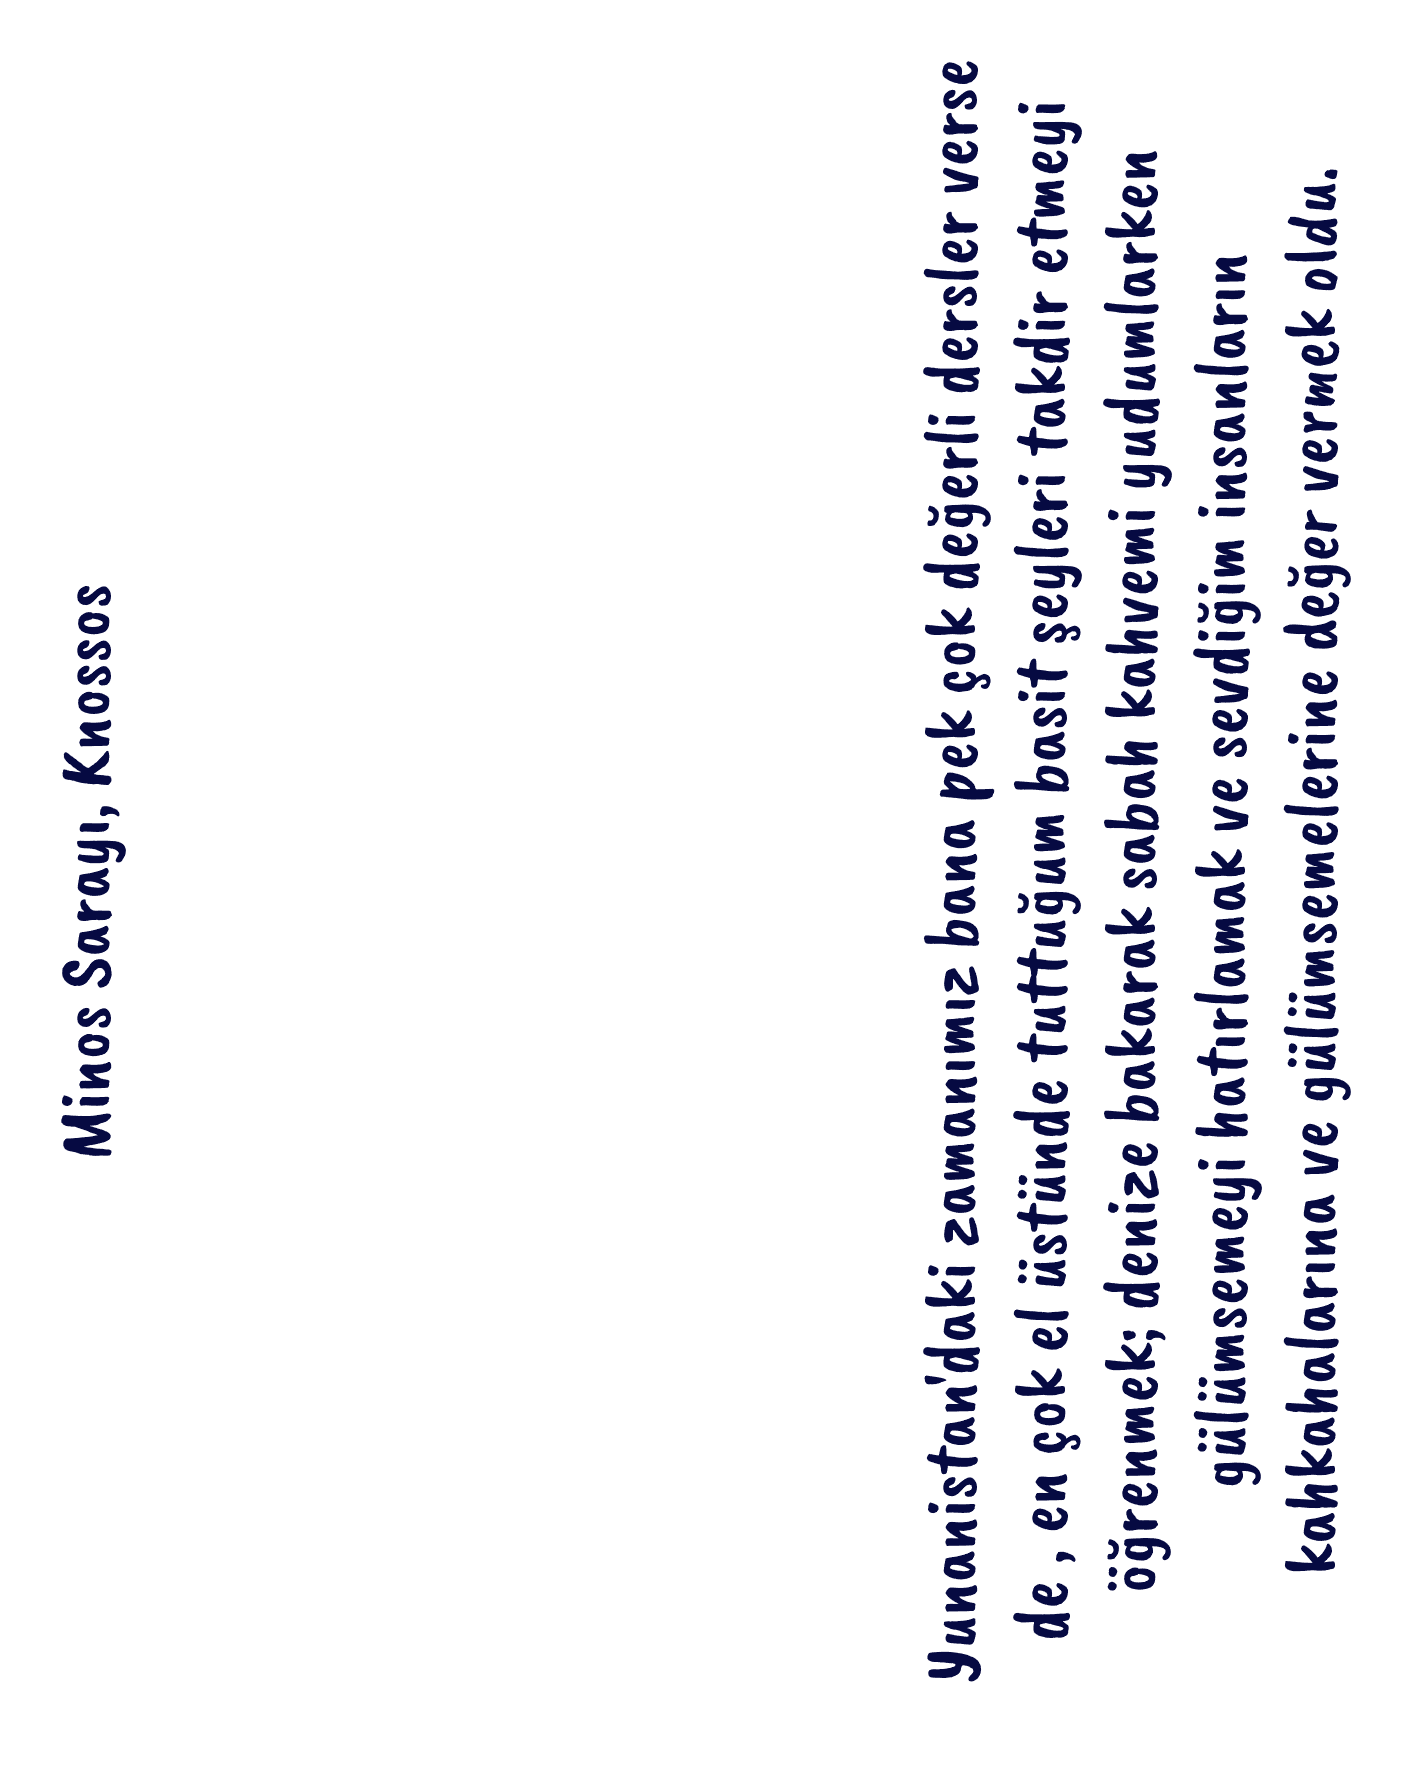 Minos Sarayı, Knossos
Yunanistan'daki zamanımız bana pek çok değerli dersler verse
de , en çok el üstünde tuttuğum basit şeyleri takdir etmeyi
öğrenmek; denize bakarak sabah kahvemi yudumlarken
gülümsemeyi hatırlamak ve sevdiğim insanların
kahkahalarına ve gülümsemelerine değer vermek oldu.